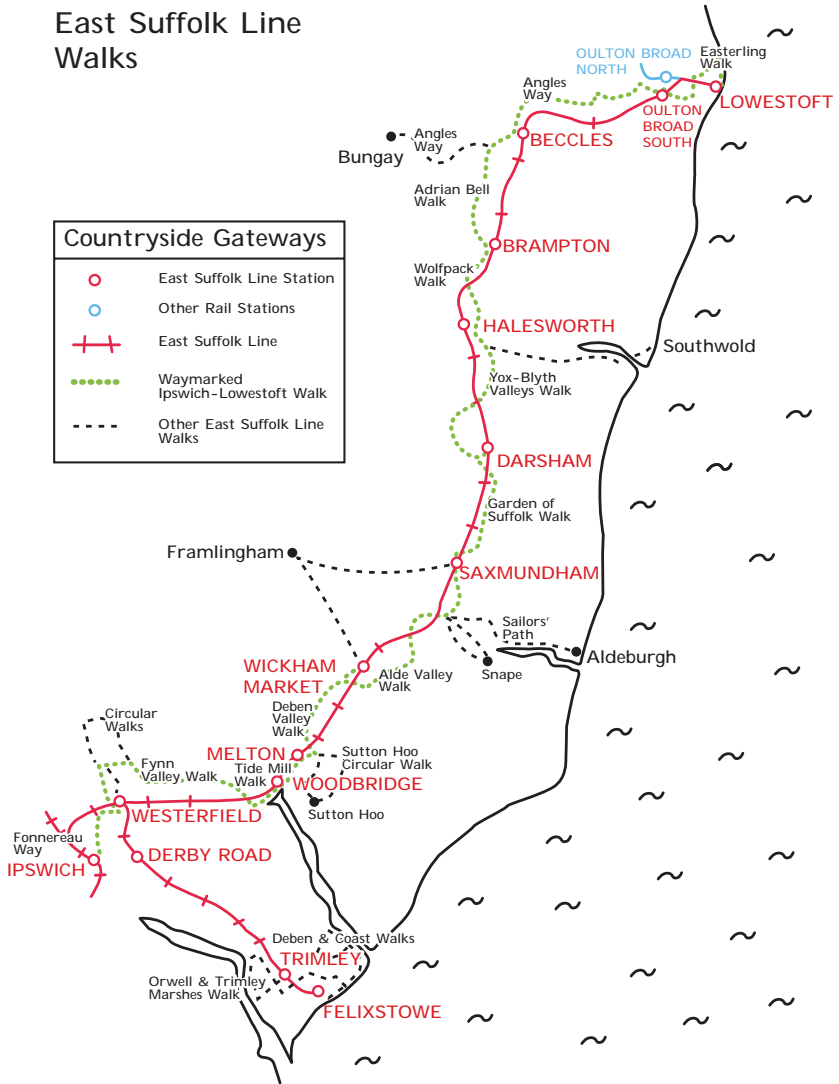 East Suffolk Line
Walks
OULTON BROAD
NORTH
Easterling
Walk
Angles
Way
LOWESTOFT
OULTON
BROAD
SOUTH
Angles
Way
BECCLES
Bungay
Adrian Bell
Walk
Countryside Gateways
East Suffolk Line Station
Other Rail Stations
East Suffolk Line
Waymarked
Ipswich-Lowestoft Walk
Other East Suffolk Line
Walks
BRAMPTON
Wolfpack
Walk
HALESWORTH
Southwold
Yox-Blyth
Valleys Walk
DARSHAM
Garden of
Suffolk Walk
Framlingham
SAXMUNDHAM
Sailors'
Path
Aldeburgh
WICKHAM
MARKET
Alde Valley
Walk
Snape
Deben
Valley
Walk
Circular
Walks
MELTON
Sutton Hoo
Circular Walk
Fynn
Valley Walk
Tide Mill
Walk
WOODBRIDGE
Sutton Hoo
WESTERFIELD
Fonnereau
Way
IPSWICH
DERBY ROAD
Deben & Coast Walks
TRIMLEY
Orwell & Trimley
Marshes Walk
FELIXSTOWE